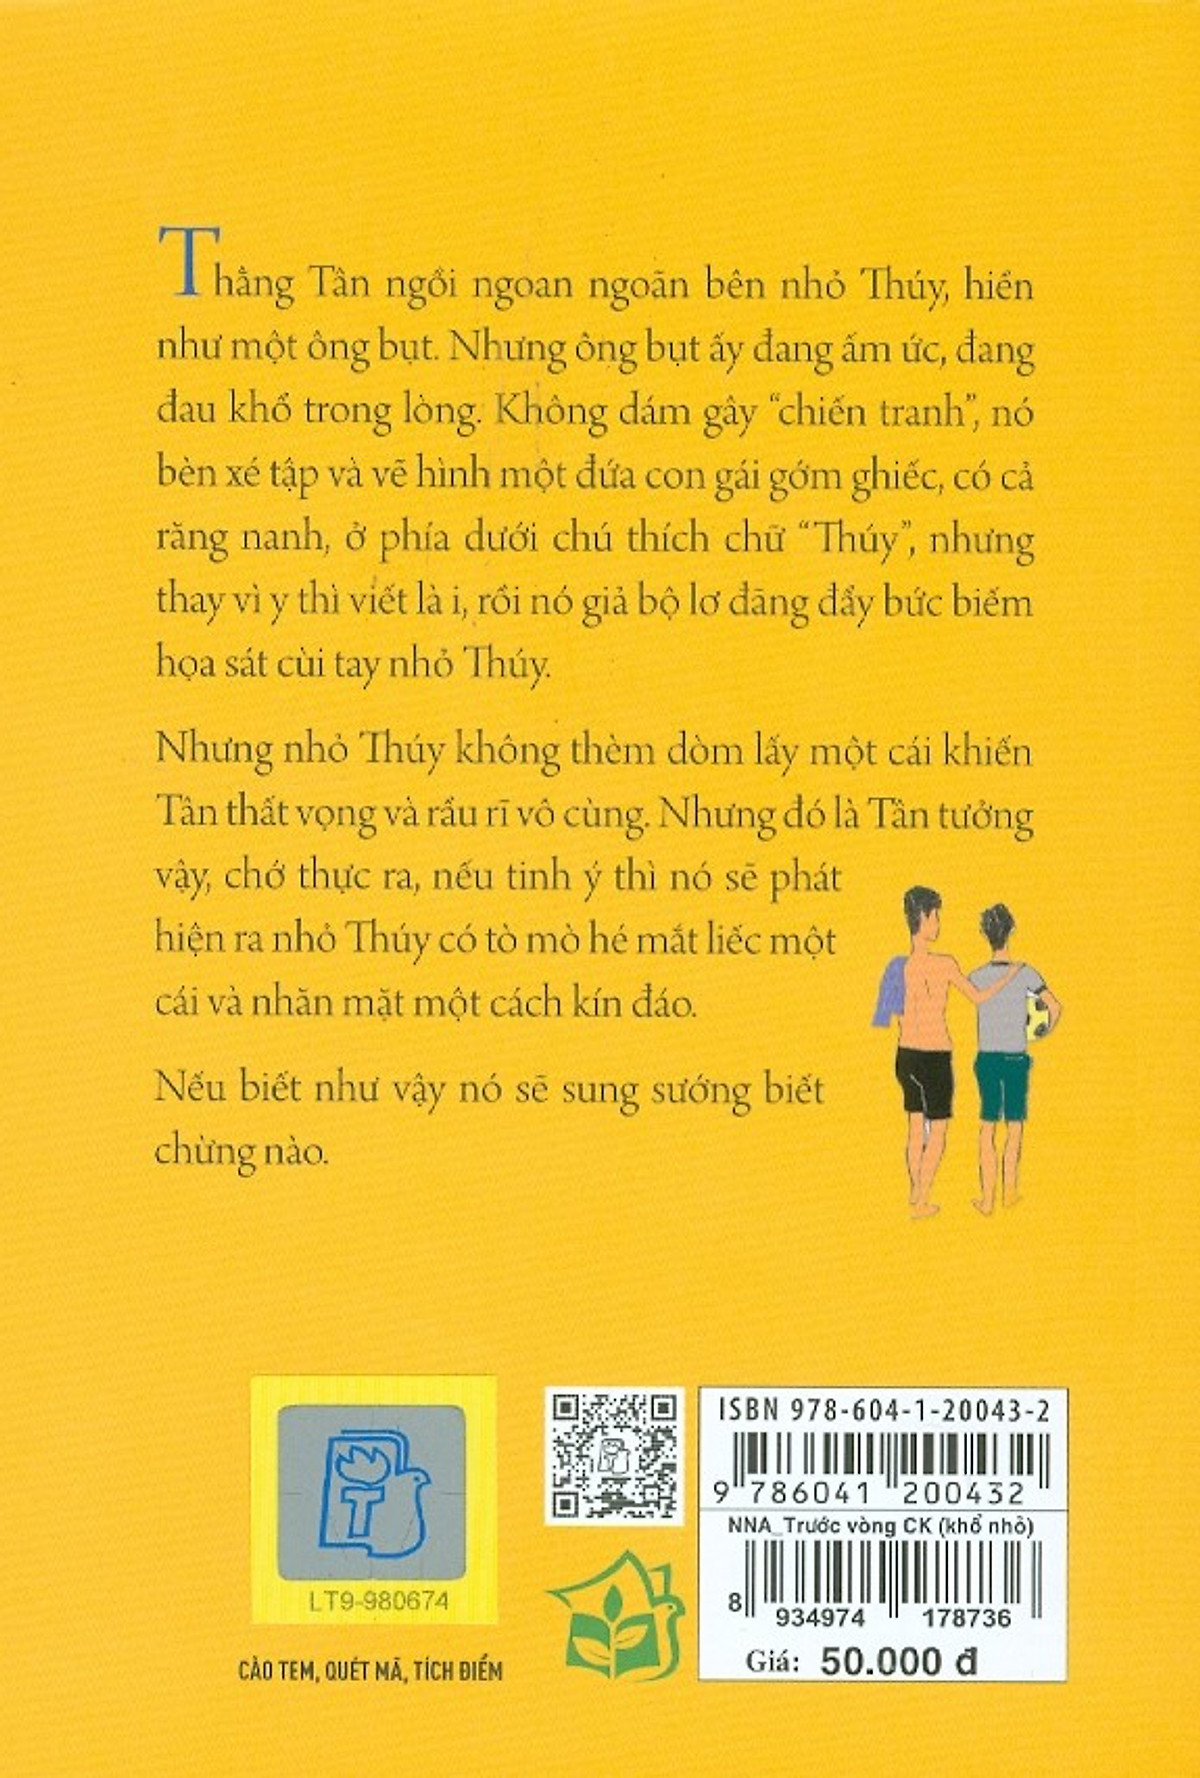 Thằng Tần ngồi ngoan ngoãn bên nhỏ Thúy, hiền
như một ông bụt. Nhưng ông bụt ấy đang ấm ức, đang
đau khổ trong lòng. Không dám gây “chiến tranh”, nó
bèn xé tập và vẽ hình một đứa con gái gớm ghiếc, có cả
răng nanh, ở phía dưới chú thích chữ “Thúy”, nhưng
thay vì y thì viết là i, rồi nó giả bộ lơ đãng đẩy bức biếm
họa sát cùi tay nhỏ Thúy.
Nhưng nhỏ Thúy không thèm dòm lấy một cái khiến
Tần thất vọng và rầu rĩ vô cùng. Nhưng đó là Tần tưởng
vậy, chớ thực ra, nếu tinh ý thì nó sẽ phát
hiện ra nhỏ Thúy có tò mò hé mắt liếc một
cái và nhăn mặt một cách kín đáo.
Nếu biết như vậy nó sẽ sung sướng biết
chừng nào.
T
LT9-980674
CÀO TEM, QUÉT MÃ, TÍCH ĐIỂM
ISBN 978-604-1-20043-2
9 786041 200432
NNA_Trước vòng CK (khổ nhỏ)
8 934974 178736
Giá: 50.000 đ